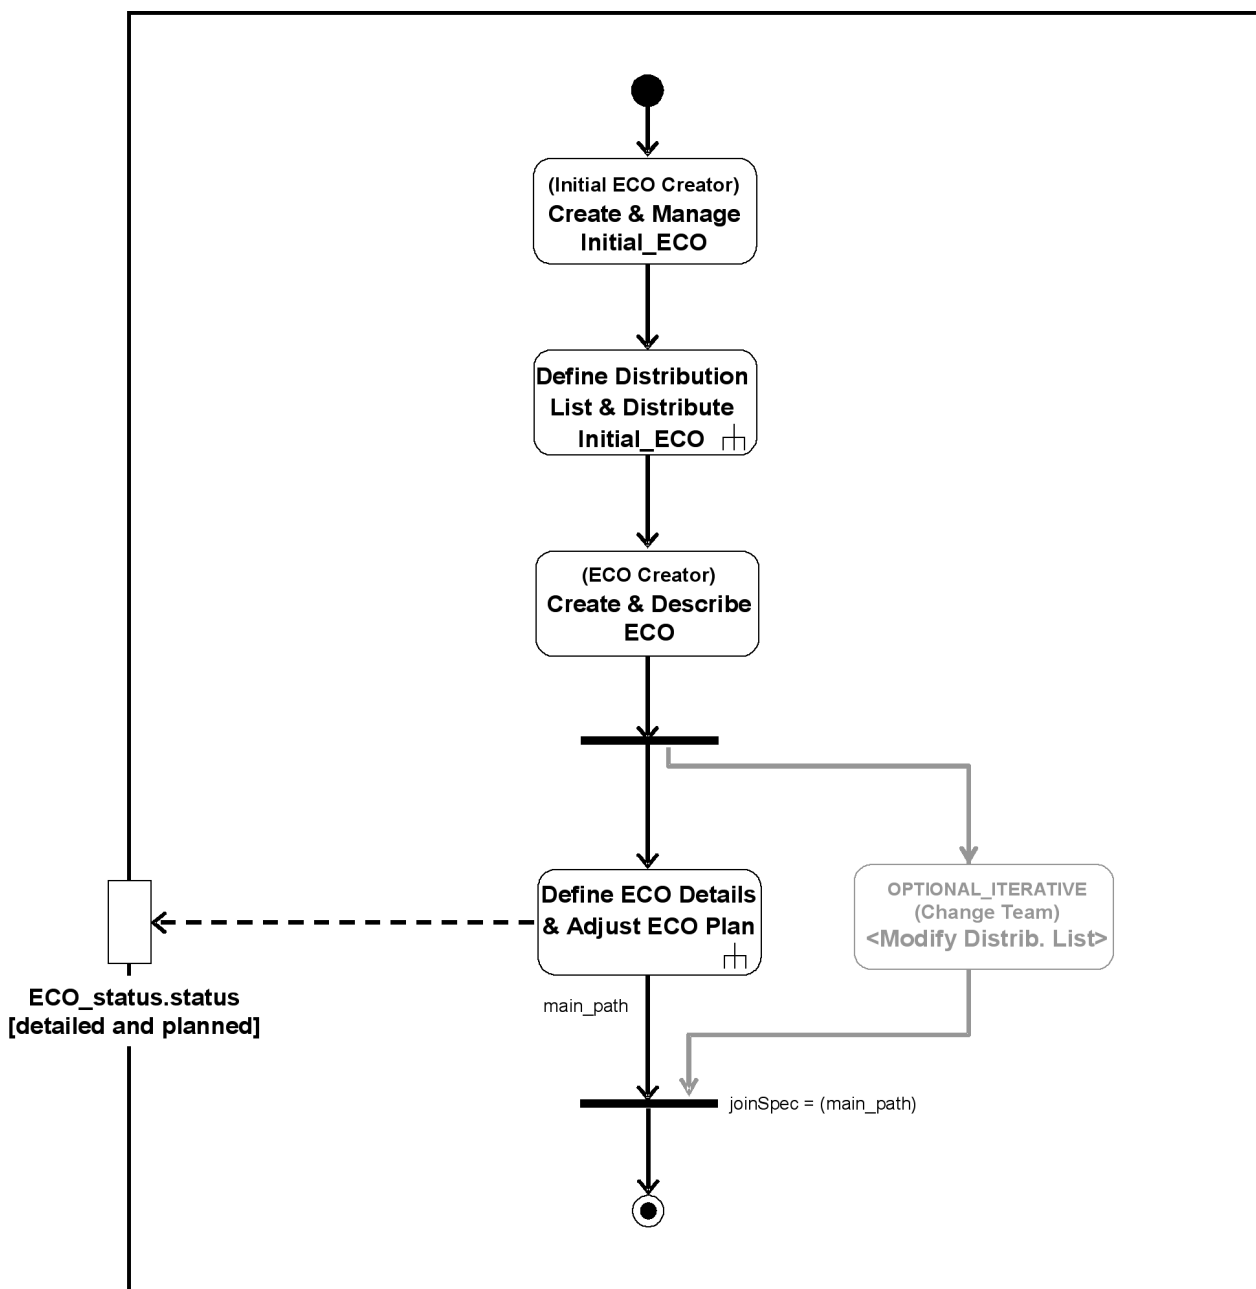 (Initial ECO Creator)
Create & Manage
Initial_ECO
Define Distribution
List & Distribute
Initial_ECO
(ECO Creator)
Create & Describe
ECO
Define ECO Details
& Adjust ECO Plan
OPTIONAL_ITERATIVE
(Change Team)
<Modify Distrib. List>
ECO_status.status
[detailed and planned]
main_path
joinSpec = (main_path)